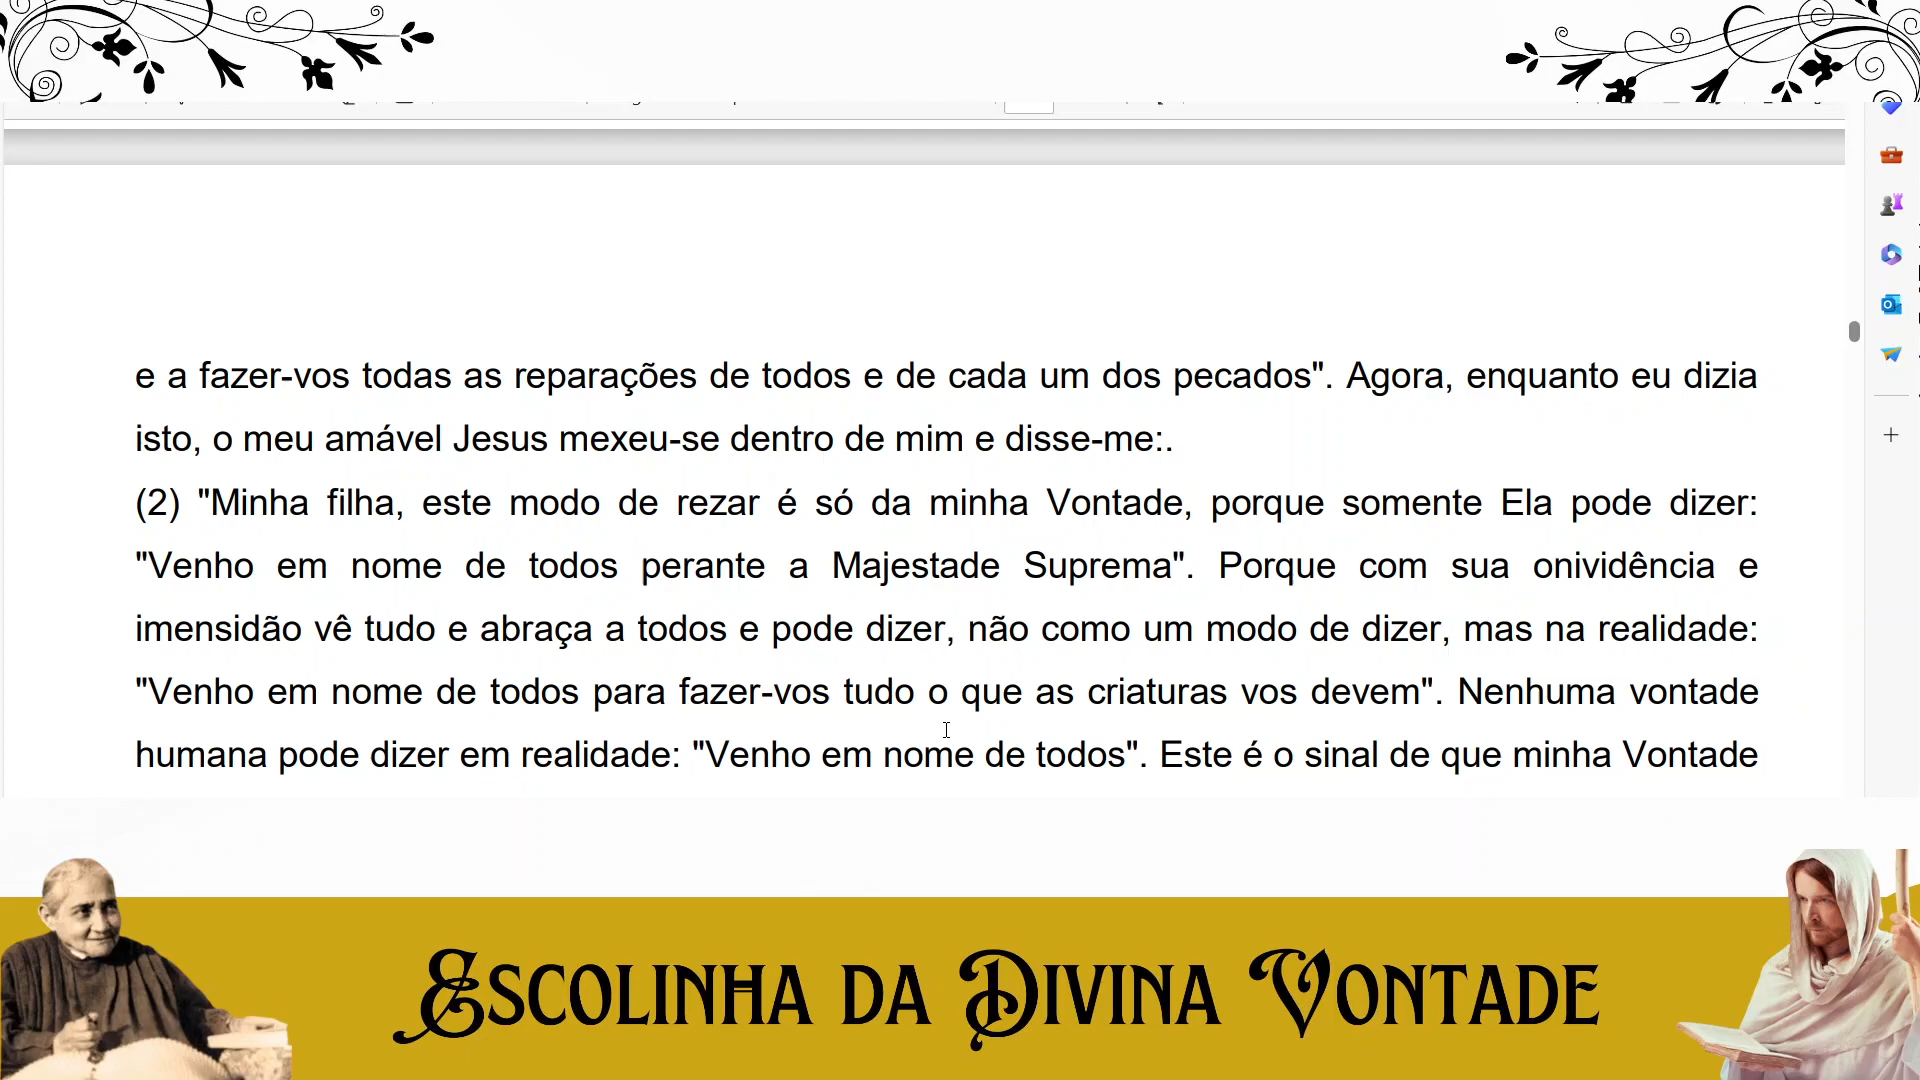 e a fazer-vos todas as reparações de todos e de cada um dos pecados". Agora, enquanto eu dizia
isto, o meu amável Jesus mexeu-se dentro de mim e disse-me:.
(2) "Minha filha, este modo de rezar é só da minha Vontade, porque somente Ela pode dizer:
"Venho em nome de todos perante a Majestade Suprema". Porque com sua onividência e
imensidão vê tudo e abraça a todos e pode dizer, não como um modo de dizer, mas na realidade:
"Venho em nome de todos para fazer-vos tudo o que as criaturas vos devem". Nenhuma vontade
humana pode dizer em realidade: "Venho em nome de todos". Este é o sinal de que minha Vontade
Escolinha da Divina Vontade